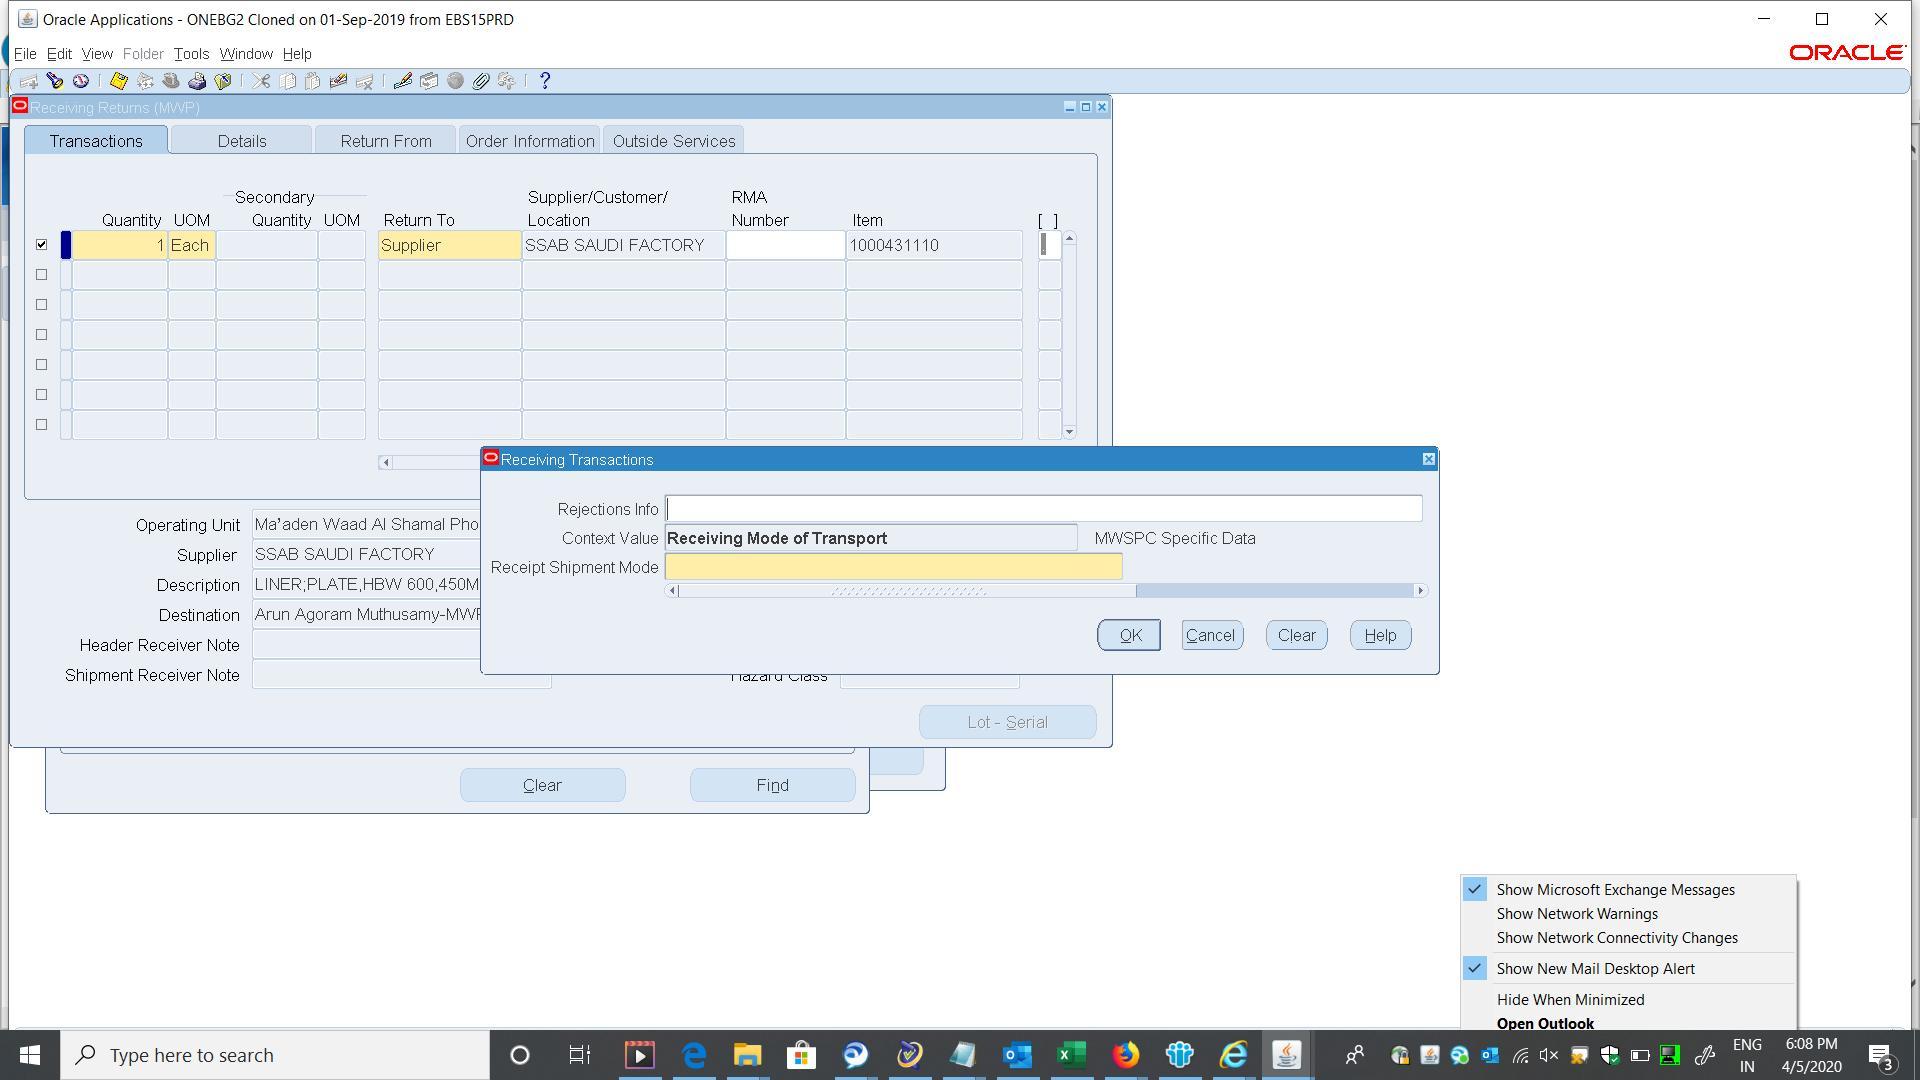 Oracle Applications - ONEBG2 Cloned on 01-Sep-2019 from EBS15PRD
File Edit View Folder Tools Window Help
ORACLE
Receiving Returns (MWP)
Transactions Details Return From Order Information Outside Services
Secondary Supplier/Customer/ RMA
Quantity UOM Quantity UOM Return To Location Number Item [ ]
1 Each Supplier SSAB SAUDI FACTORY 1000431110
Receiving Transactions
Rejections Info
Context Value Receiving Mode of Transport MWSPC Specific Data
Receipt Shipment Mode
OK Cancel Clear Help
Operating Unit Ma'aden Waad Al Shamal Pho
Supplier SSAB SAUDI FACTORY
Description LINER;PLATE,HBW 600,450M
Destination Arun Agoram Muthusamy-MWP
Header Receiver Note
Shipment Receiver Note Hazard Class
Lot - Serial
Clear Find
Show Microsoft Exchange Messages
Show Network Warnings
Show Network Connectivity Changes
Show New Mail Desktop Alert
Hide When Minimized
Open Outlook
Type here to search
ENG 6:08 PM
IN 4/5/2020 3